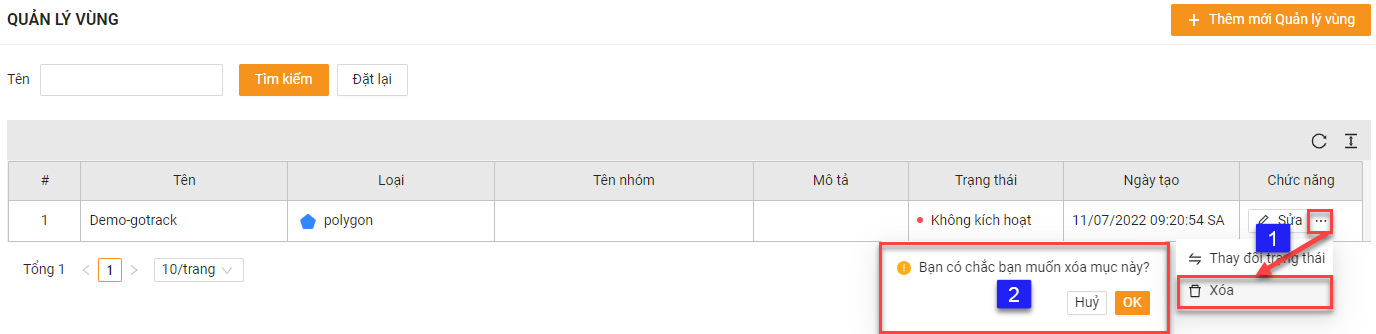 QUẢN LÝ VÙNG
+ Thêm mới Quản lý vùng
Tên Tìm kiếm Đặt lại
# Tên Loại Tên nhóm Mô tả Trạng thái Ngày tạo Chức năng
1 Demo-gotrack polygon Không kích hoạt 11/07/2022 09:20:54 SA Sửa ...
1
Tổng 1 < 1 > 10/trang
Bạn có chắc bạn muốn xóa mục này?
2
Huỷ OK
Thay đổi trạng thái
Xóa